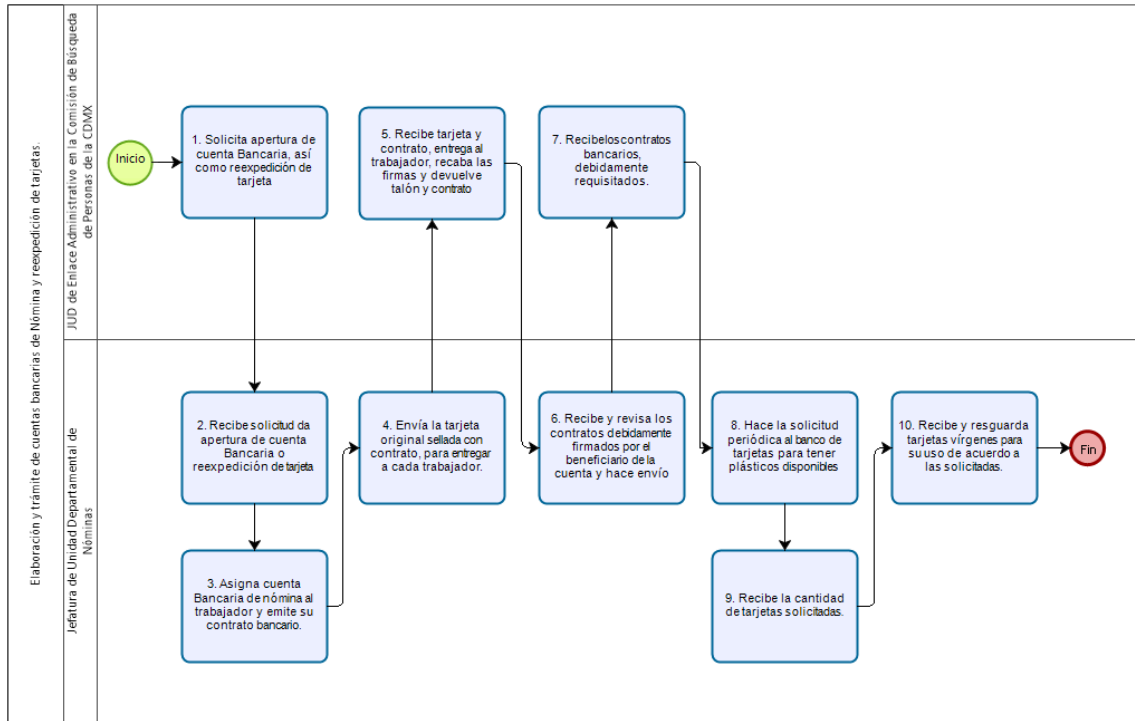 Elaboración y trámite de cuentas bancarias de Nómina y reexpedición de tarjetas.
JUD de Enlace Administrativo en la Comisión de Búsqueda
de Personas de la CDMX
Inicio
1. Solicita apertura de
cuenta Bancaria, así
como reexpedición de
tarjeta
5. Recibe tarjeta y
contrato, entrega al
trabajador, recaba las
firmas y devuelve
talón y contrato
7. Recibeloscontratos
bancarios,
debidamente
requisitados.
Jefatura de Unidad Departamental de
Nóminas
2. Recibe solicitud da
apertura de cuenta
Bancaria o
reexpedición de tarjeta
4. Envía la tarjeta
original sellada con
contrato, para entregar
a cada trabajador.
6. Recibe y revisa los
contratos debidamente
firmados por el
beneficiario de la
cuenta y hace envío
8. Hace la solicitud
periódica al banco de
tarjetas para tener
plásticos disponibles
10. Recibe y resguarda
tarjetas vírgenes para
su uso de acuerdo a
las solicitadas.
Fin
3. Asigna cuenta
Bancaria de nómina al
trabajador y emite su
contrato bancario.
9. Recibe la cantidad
de tarjetas solicitadas.